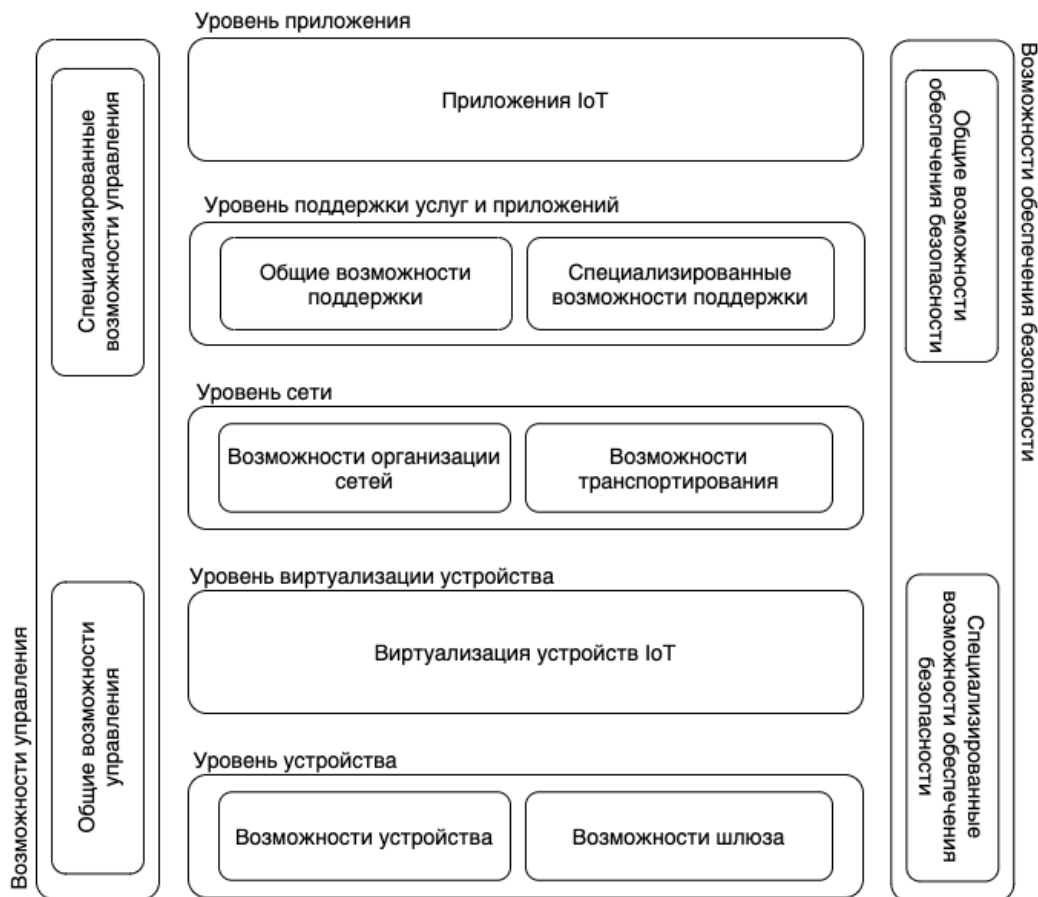 Уровень приложения
Приложения IoT
Уровень поддержки услуг и приложений
Общие возможности
поддержки
Специализированные
возможности поддержки
Уровень сети
Возможности организации
сетей
Возможности
транспортирования
Уровень виртуализации устройства
Виртуализация устройств IoT
Уровень устройства
Возможности устройства
Возможности шлюза
Возможности управления
Специализированные
возможности управления
Общие возможности
управления
Возможности обеспечения безопасности
Общие возможности
обеспечения безопасности
Специализированные
возможности обеспечения
безопасности